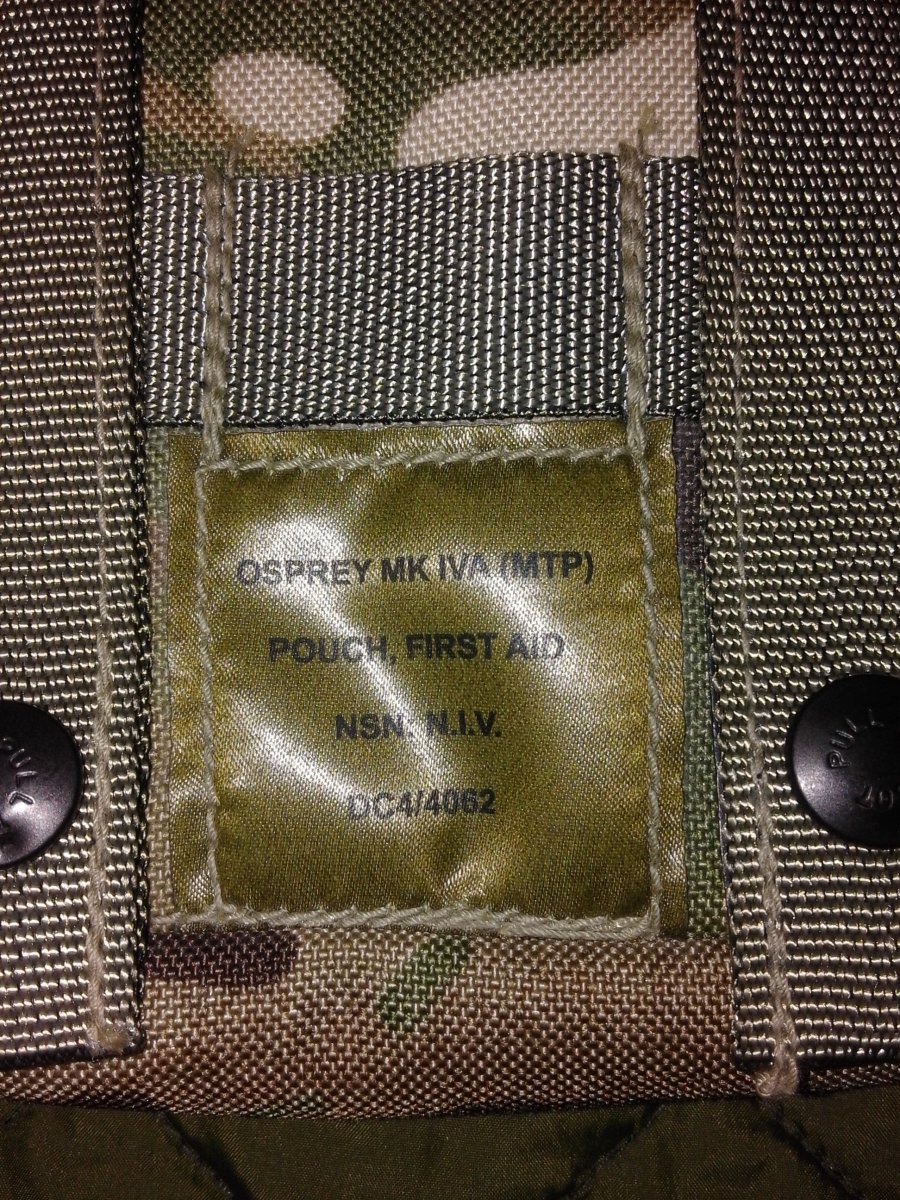 OSPREY MK IVA (MTP)
POUCH, FIRST AID
NSN: N.I.V.
DC4/4062
PULL
PULL